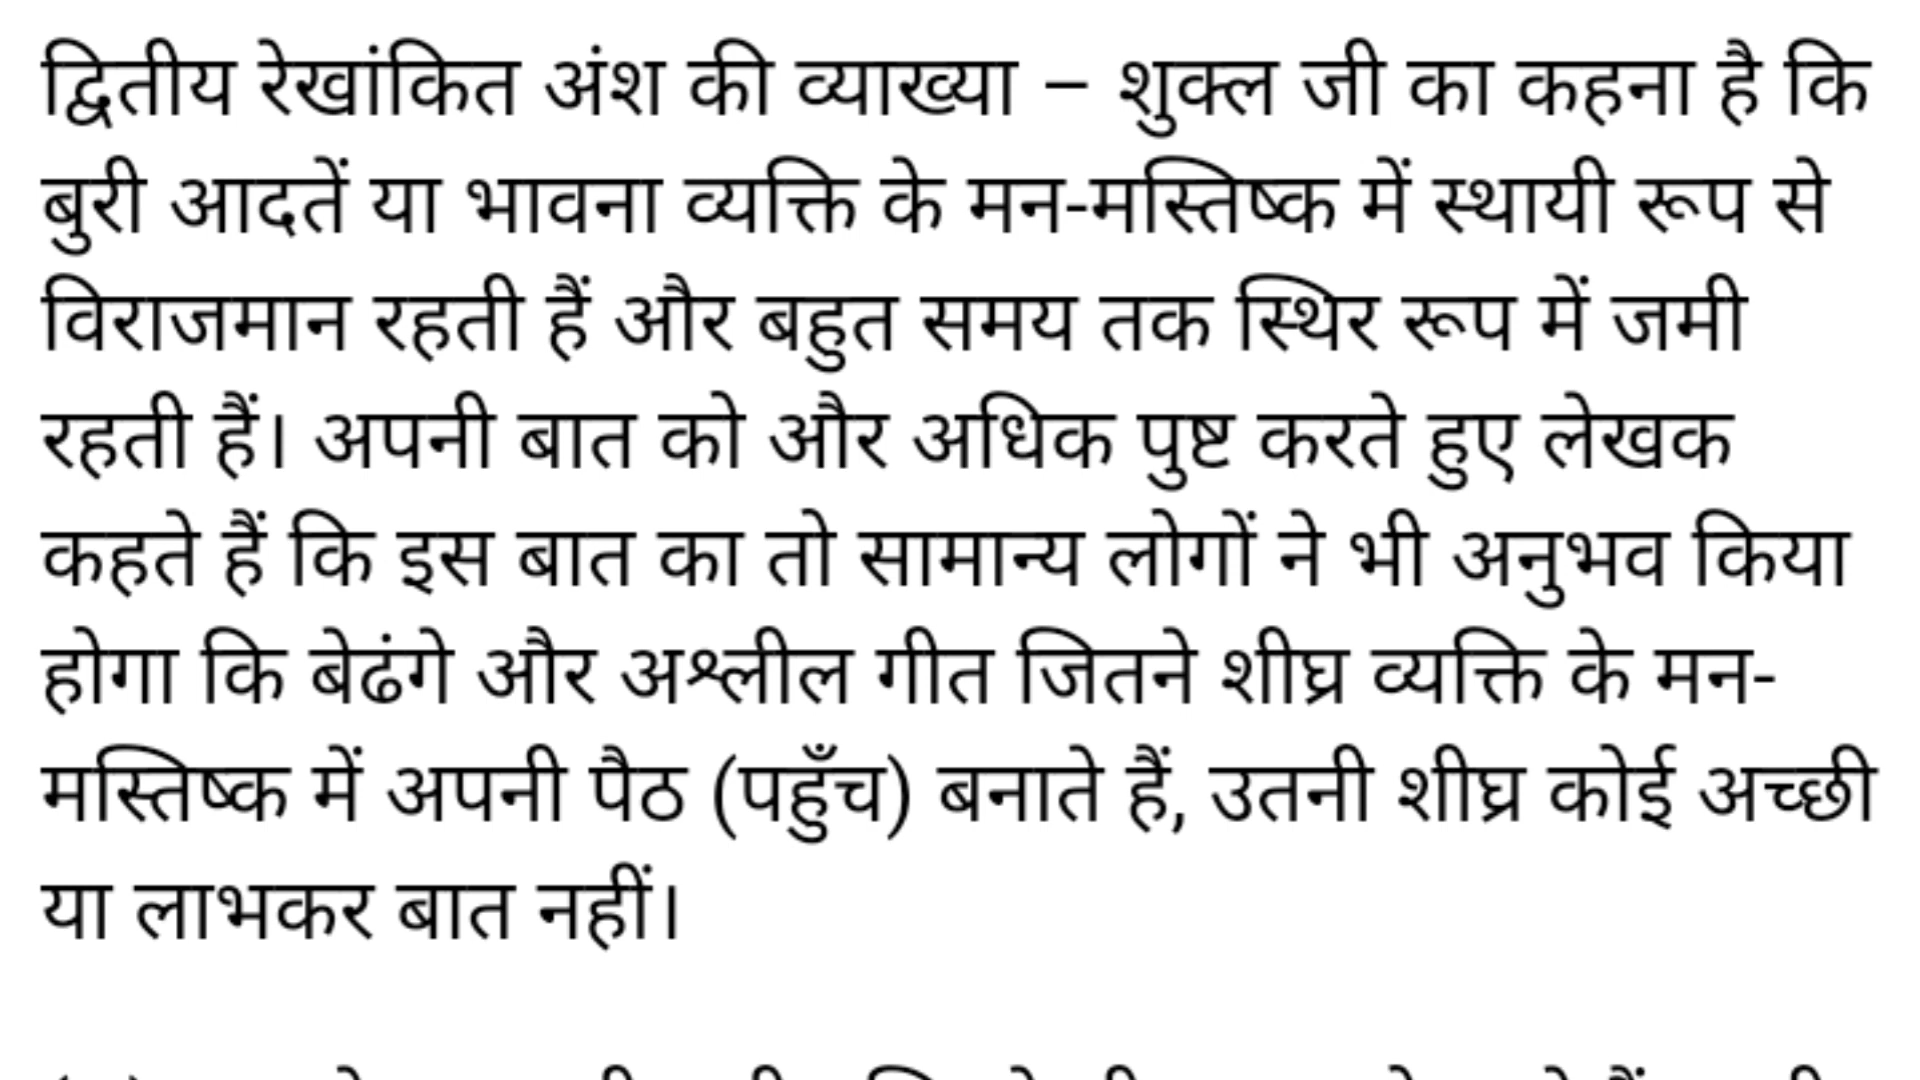 द्वितीय रेखांकित अंश की व्याख्या – शुक्ल जी का कहना है कि
बुरी आदतें या भावना व्यक्ति के मन-मस्तिष्क में स्थायी रूप से
विराजमान रहती हैं और बहुत समय तक स्थिर रूप में जमी
रहती हैं। अपनी बात को और अधिक पुष्ट करते हुए लेखक
कहते हैं कि इस बात का तो सामान्य लोगों ने भी अनुभव किया
होगा कि बेढंगे और अश्लील गीत जितने शीघ्र व्यक्ति के मन-
मस्तिष्क में अपनी पैठ (पहुँच) बनाते हैं, उतनी शीघ्र कोई अच्छी
या लाभकर बात नहीं।